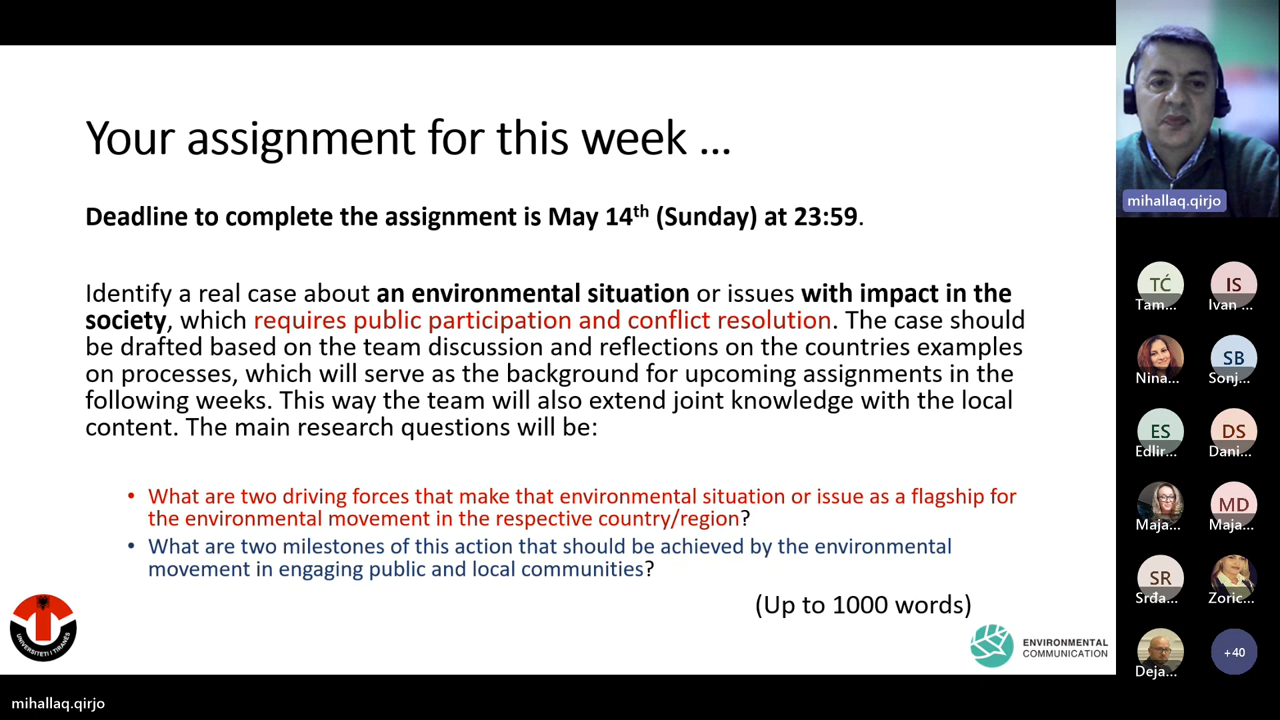 Your assignment for this week ...
Deadline to complete the assignment is May 14th (Sunday) at 23:59.
Identify a real case about an environmental situation or issues with impact in the
society, which requires public participation and conflict resolution. The case should
be drafted based on the team discussion and reflections on the countries examples
on processes, which will serve as the background for upcoming assignments in the
following weeks. This way the team will also extend joint knowledge with the local
content. The main research questions will be:
• What are two driving forces that make that environmental situation or issue as a flagship for
the environmental movement in the respective country/region?
• What are two milestones of this action that should be achieved by the environmental
movement in engaging public and local communities?
(Up to 1000 words)
UNIVERSITETI I TIRANËS
ENVIRONMENTAL
COMMUNICATION
mihallaq.qirjo
mihallaq.qirjo
TĆ
Tam...
IS
Ivan ...
Nina...
SB
Sonj...
ES
Edlir...
DS
Dani...
Maja...
MD
Maja...
SR
Srđa...
Zoric...
Deja...
+40